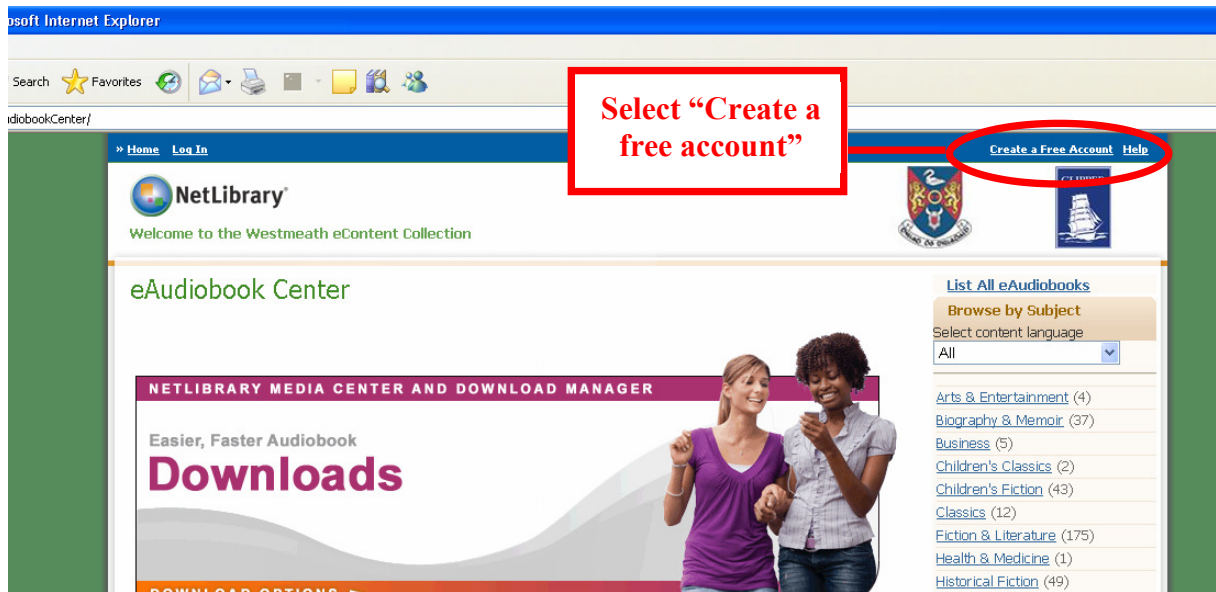 osoft Internet Explorer
Search Favorites
udiobookCenter/
Select “Create a
free account”
» Home Log In
Create a Free Account Help
NetLibrary
CLIPPER
Welcome to the Westmeath eContent Collection
eAudiobook Center
List All eAudiobooks
Browse by Subject
Select content language
All
NETLIBRARY MEDIA CENTER AND DOWNLOAD MANAGER
Easier, Faster Audiobook
Downloads
DOWNLOAD OPTIONS
Arts & Entertainment (4)
Biography & Memoir (37)
Business (5)
Children's Classics (2)
Children's Fiction (43)
Classics (12)
Fiction & Literature (175)
Health & Medicine (1)
Historical Fiction (49)